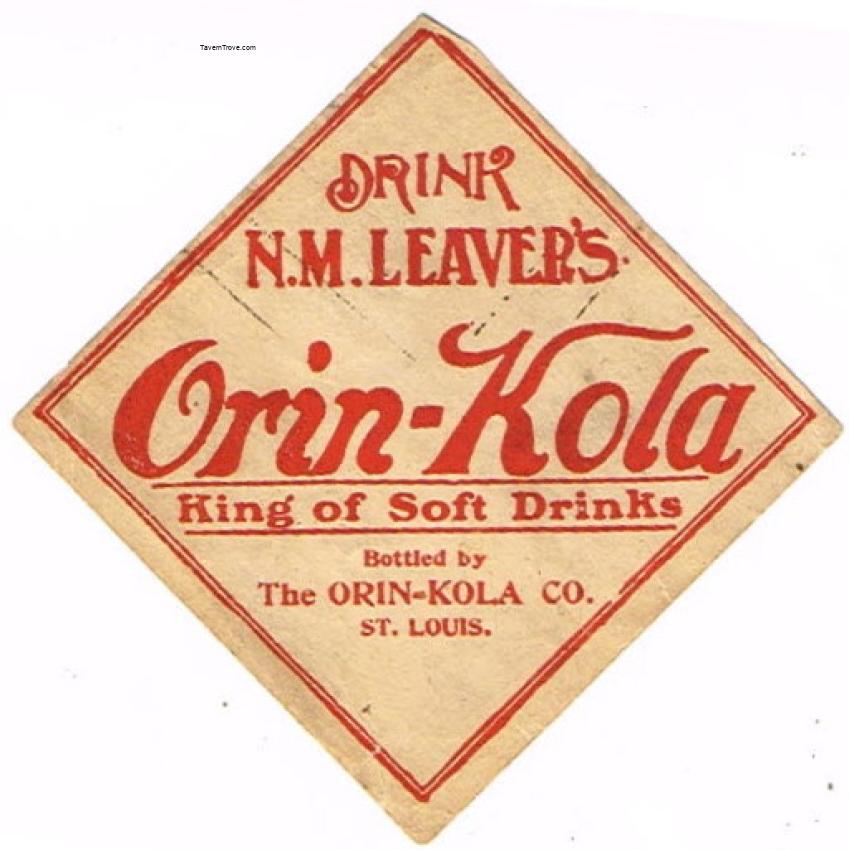 TavernTrove.com
DRINK
N.M. LEAVER'S
Orin-Kola
King of Soft Drinks
Bottled by
The ORIN-KOLA CO.
ST. LOUIS.